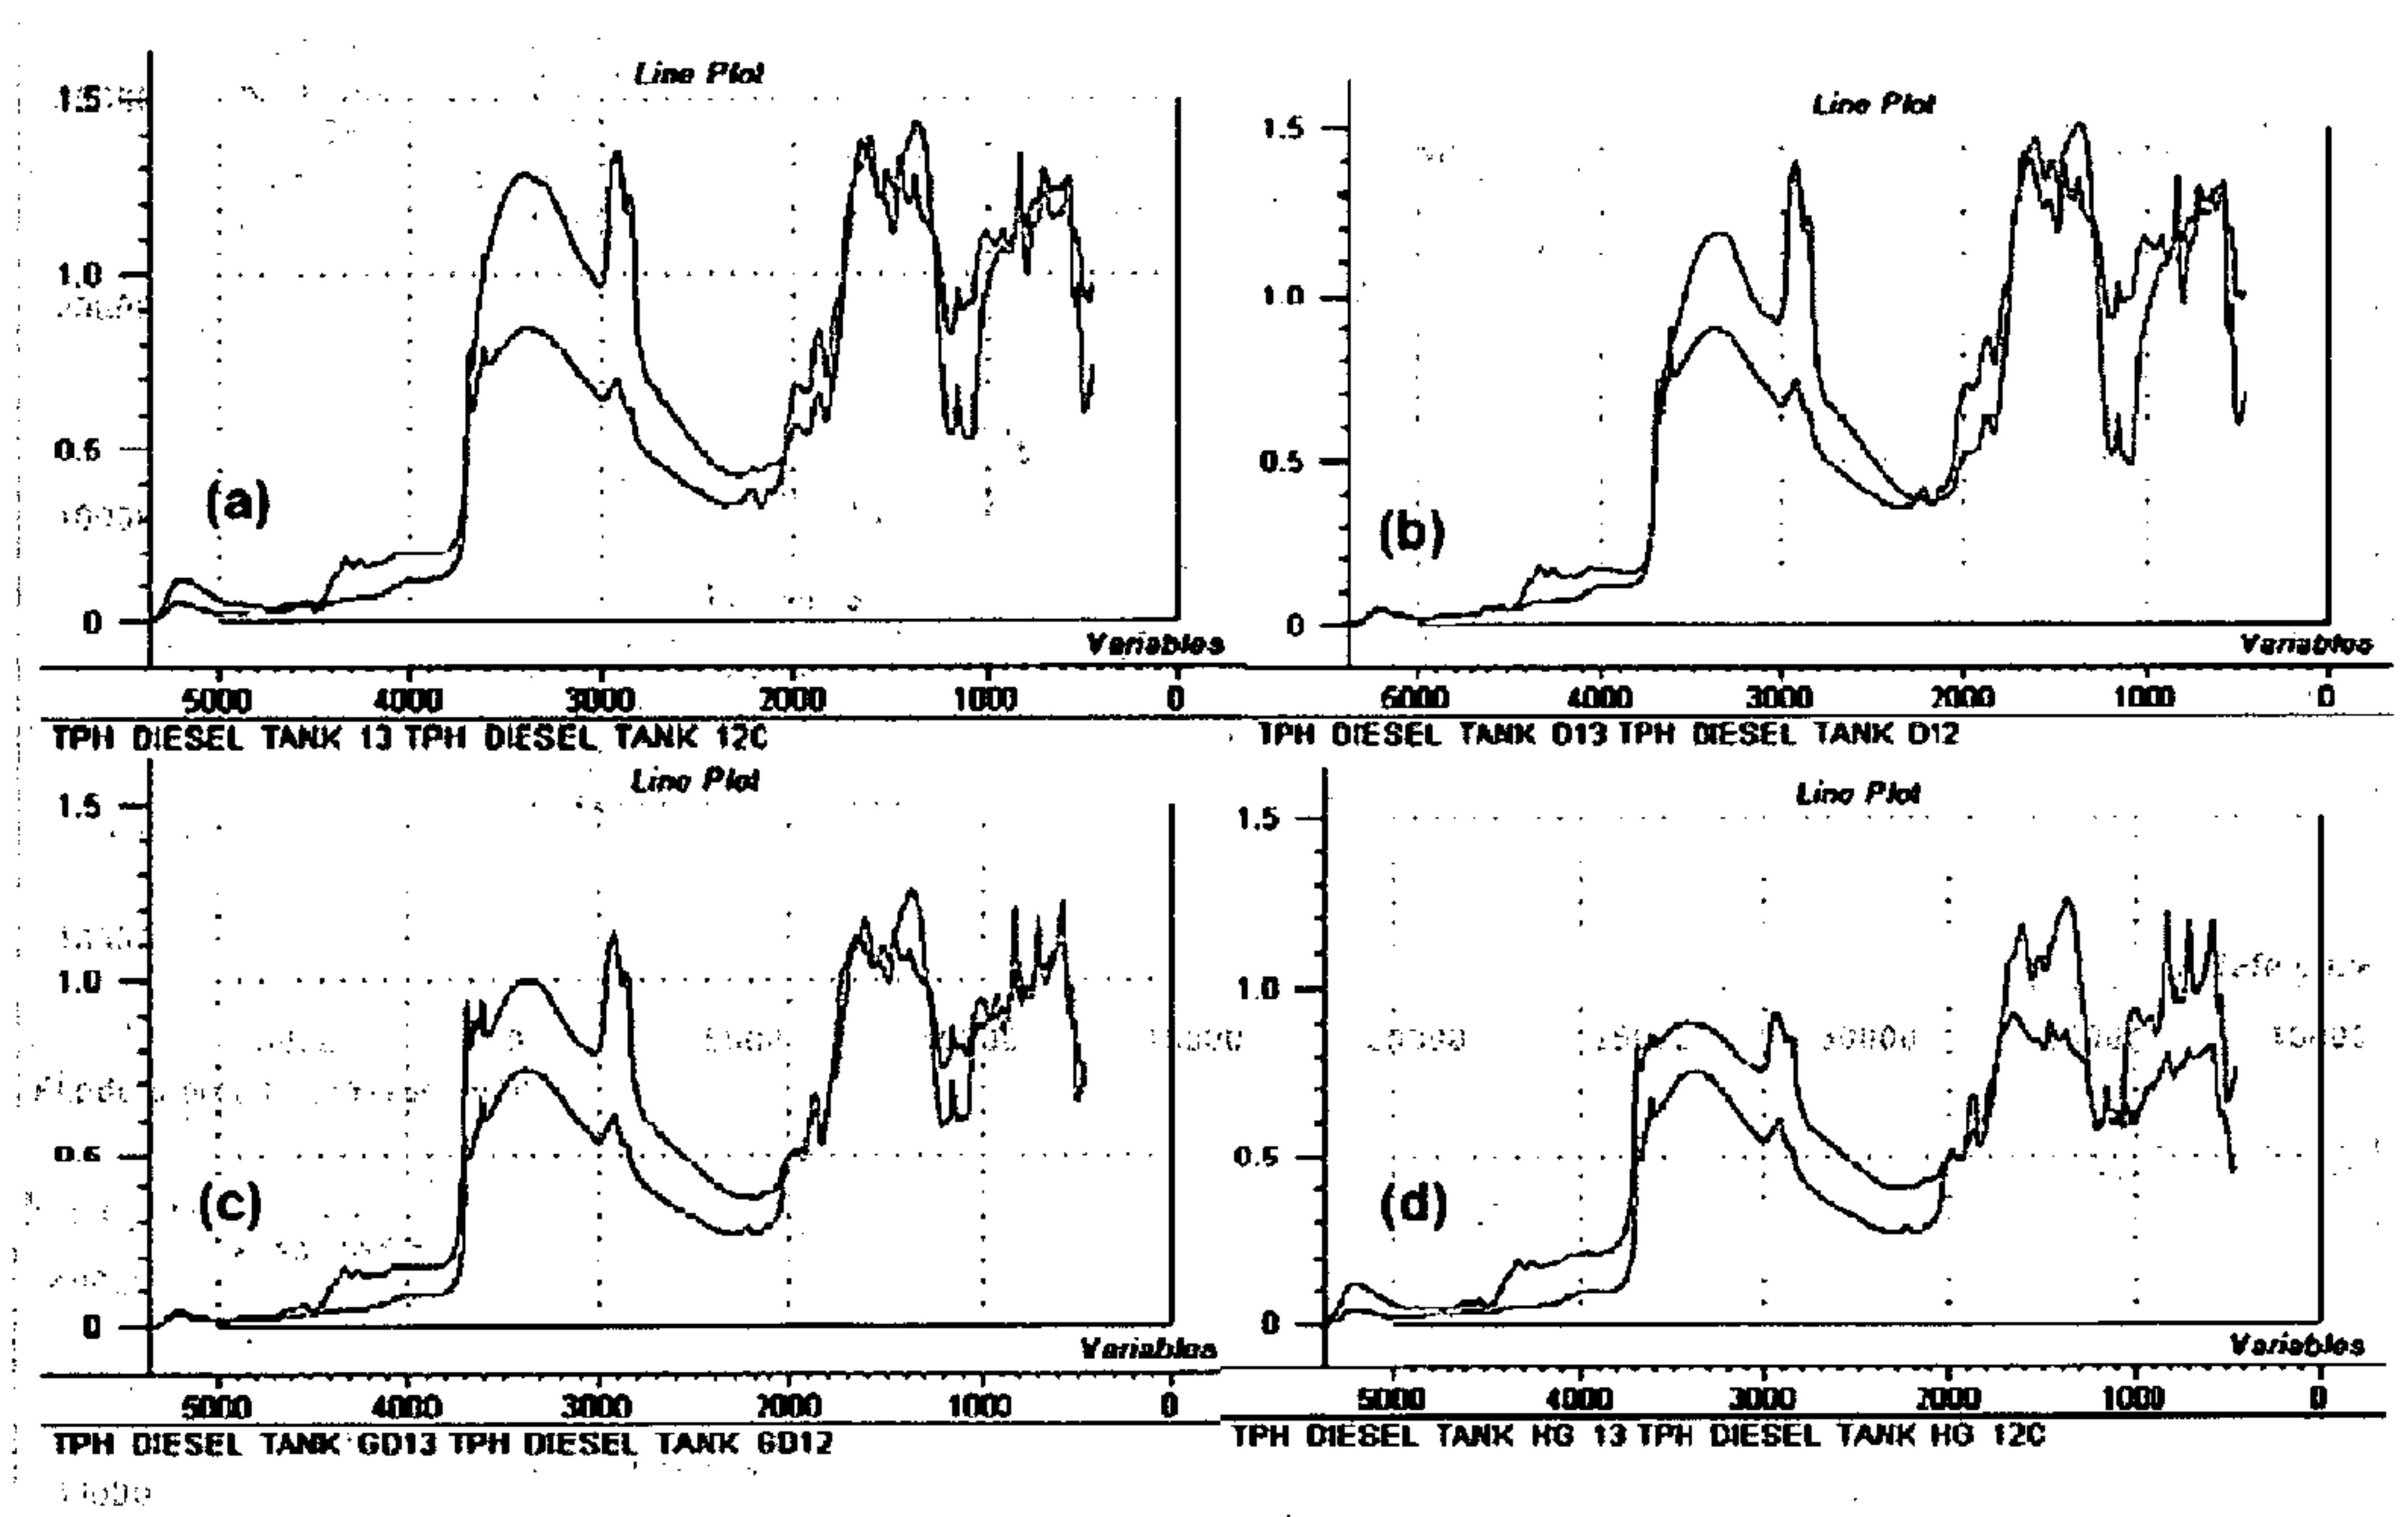 Line Plot
1.5
1.0
0.5
0
(a)
Variables
5000 4000 3000 2000 1000 0
TPH DIESEL TANK 13 TPH DIESEL TANK 12C
Line Plot
1.5
1.0
0.5
0
(b)
Variables
5000 4000 3000 2000 1000 0
TPH DIESEL TANK D13 TPH DIESEL TANK D12
Line Plot
1.5
1.0
0.5
0
(c)
Variables
5000 4000 3000 2000 1000 0
TPH DIESEL TANK GD13 TPH DIESEL TANK GD12
Line Plot
1.5
1.0
0.5
0
(d)
Variables
5000 4000 3000 2000 1000 0
TPH DIESEL TANK HG 13 TPH DIESEL TANK HG 12C